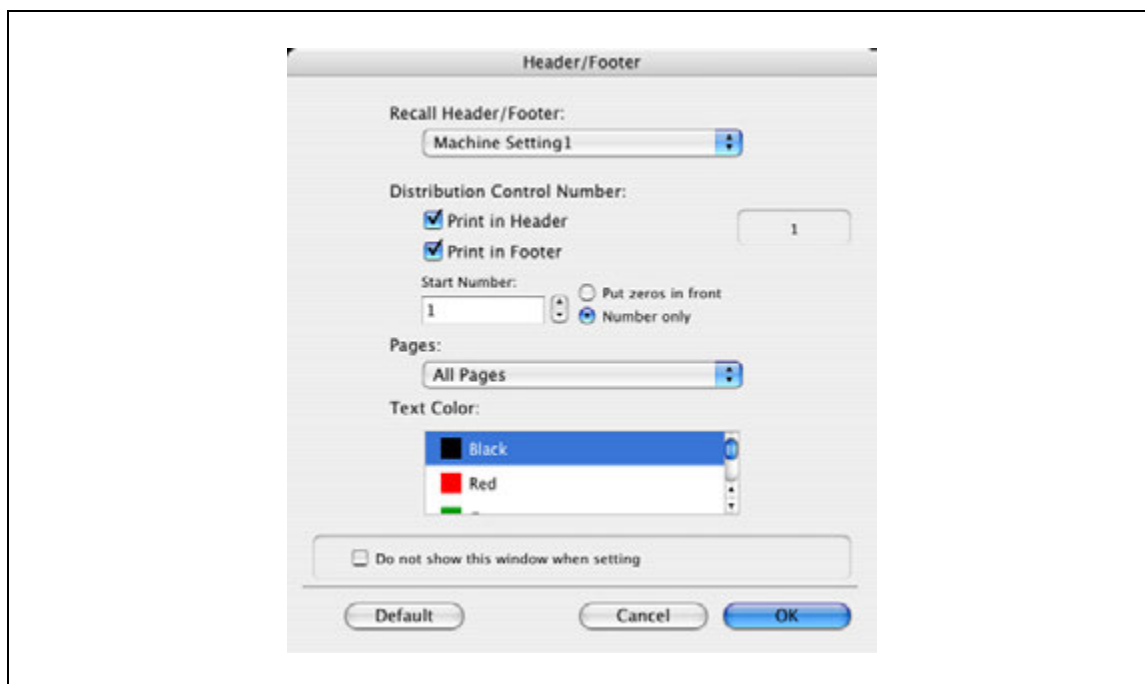 Header/Footer
Recall Header/Footer:
Machine Setting1
Distribution Control Number:
Print in Header
1
Print in Footer
Start Number:
1
Put zeros in front
Number only
Pages:
All Pages
Text Color:
Black
Red
Do not show this window when setting
Default
Cancel
OK